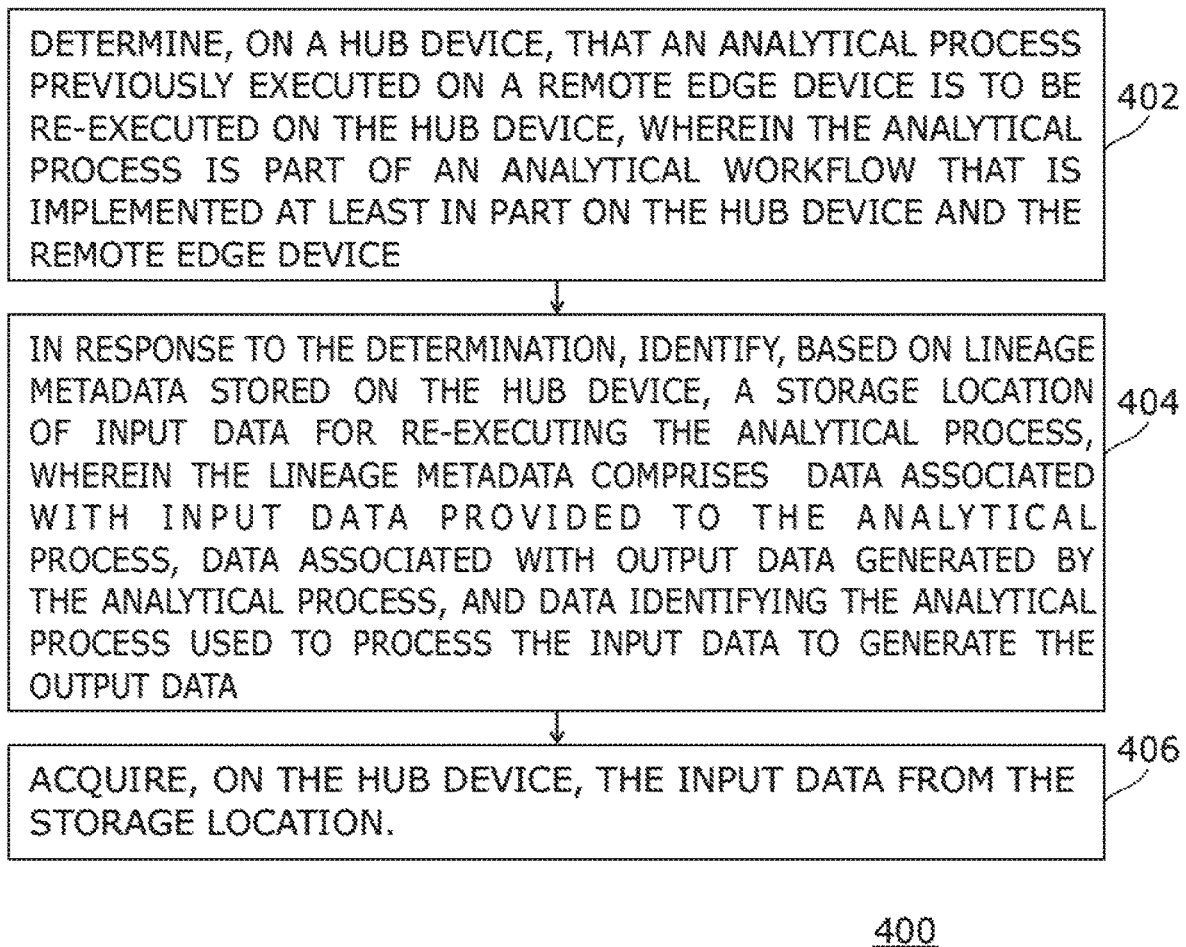 DETERMINE, ON A HUB DEVICE, THAT AN ANALYTICAL PROCESS
PREVIOUSLY EXECUTED ON A REMOTE EDGE DEVICE IS TO BE
RE-EXECUTED ON THE HUB DEVICE, WHEREIN THE ANALYTICAL
PROCESS IS PART OF AN ANALYTICAL WORKFLOW THAT IS
IMPLEMENTED AT LEAST IN PART ON THE HUB DEVICE AND THE
REMOTE EDGE DEVICE
402
IN RESPONSE TO THE DETERMINATION, IDENTIFY, BASED ON LINEAGE
METADATA STORED ON THE HUB DEVICE, A STORAGE LOCATION
OF INPUT DATA FOR RE-EXECUTING THE ANALYTICAL PROCESS,
WHEREIN THE LINEAGE METADATA COMPRISES DATA ASSOCIATED
WITH INPUT DATA PROVIDED TO THE ANALYTICAL
PROCESS, DATA ASSOCIATED WITH OUTPUT DATA GENERATED BY
THE ANALYTICAL PROCESS, AND DATA IDENTIFYING THE ANALYTICAL
PROCESS USED TO PROCESS THE INPUT DATA TO GENERATE THE
OUTPUT DATA
404
ACQUIRE, ON THE HUB DEVICE, THE INPUT DATA FROM THE
STORAGE LOCATION.
406
400